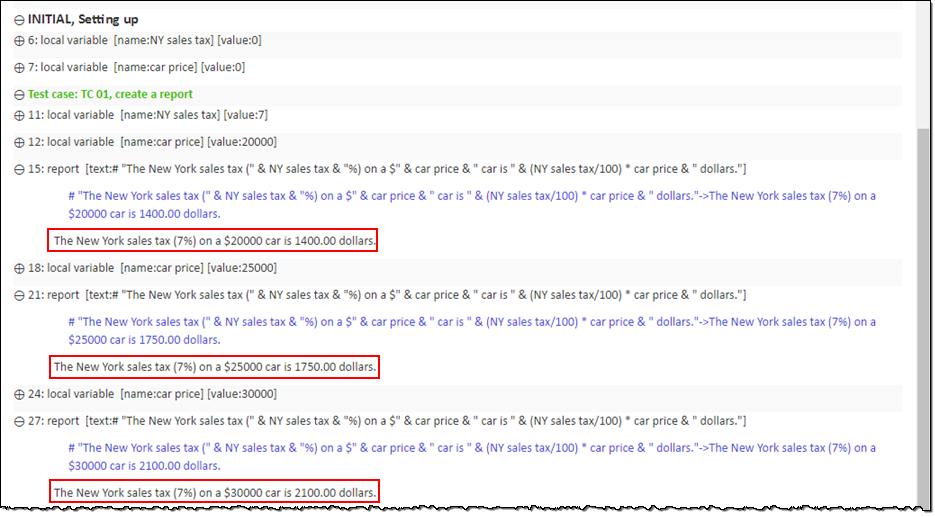 INITIAL, Setting up
6: local variable [name:NY sales tax] [value:0]
7: local variable [name:car price] [value:0]
Test case: TC 01, create a report
11: local variable [name:NY sales tax] [value:7]
12: local variable [name:car price] [value:20000]
15: report [text:# "The New York sales tax (" & NY sales tax & "%) on a $" & car price & " car is " & (NY sales tax/100) * car price & " dollars."]
# "The New York sales tax (" & NY sales tax & "%) on a $" & car price & " car is " & (NY sales tax/100) * car price & " dollars."->The New York sales tax (7%) on a
$20000 car is 1400.00 dollars.
The New York sales tax (7%) on a $20000 car is 1400.00 dollars.
18: local variable [name:car price] [value:25000]
21: report [text:# "The New York sales tax (" & NY sales tax & "%) on a $" & car price & " car is " & (NY sales tax/100) * car price & " dollars."]
# "The New York sales tax (" & NY sales tax & "%) on a $" & car price & " car is " & (NY sales tax/100) * car price & " dollars."->The New York sales tax (7%) on a
$25000 car is 1750.00 dollars.
The New York sales tax (7%) on a $25000 car is 1750.00 dollars.
24: local variable [name:car price] [value:30000]
27: report [text:# "The New York sales tax (" & NY sales tax & "%) on a $" & car price & " car is " & (NY sales tax/100) * car price & " dollars."]
# "The New York sales tax (" & NY sales tax & "%) on a $" & car price & " car is " & (NY sales tax/100) * car price & " dollars."->The New York sales tax (7%) on a
$30000 car is 2100.00 dollars.
The New York sales tax (7%) on a $30000 car is 2100.00 dollars.